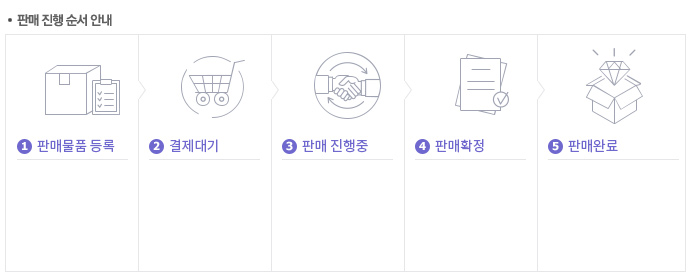 • 판매 진행 순서 안내
1 판매물품 등록
2 결제대기
3 판매 진행중
4 판매확정
5 판매완료